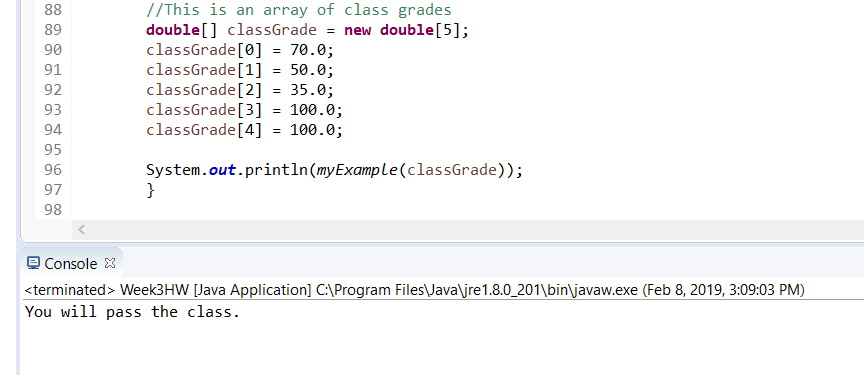 88 //This is an array of class grades
89 double[] classGrade = new double[5];
90 classGrade[0] = 70.0;
91 classGrade[1] = 50.0;
92 classGrade[2] = 35.0;
93 classGrade[3] = 100.0;
94 classGrade[4] = 100.0;
95
96 System.out.println(myExample(classGrade));
97 }
98
Console
<terminated> Week3HW [Java Application] C:\Program Files\Java\jre1.8.0_201\bin\javaw.exe (Feb 8, 2019, 3:09:03 PM)
You will pass the class.